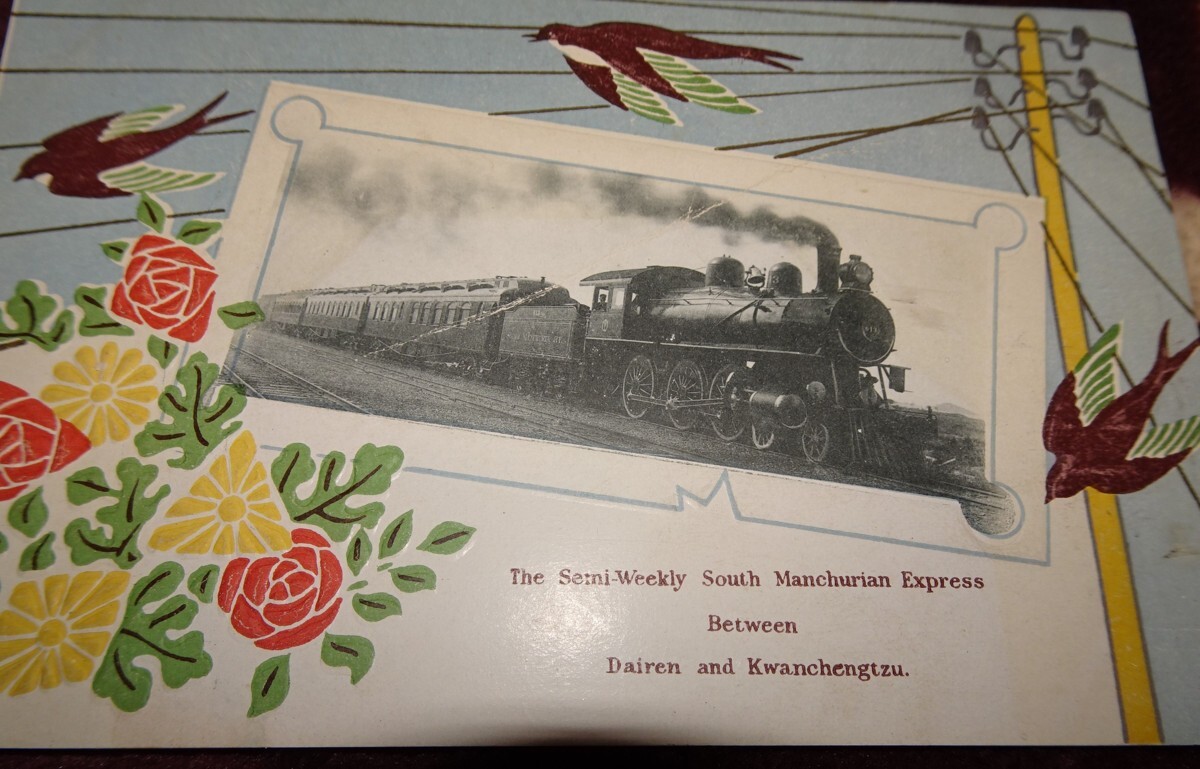 The Semi-Weekly South Manchurian Express
Between
Dairen and Kwanchengtzu.